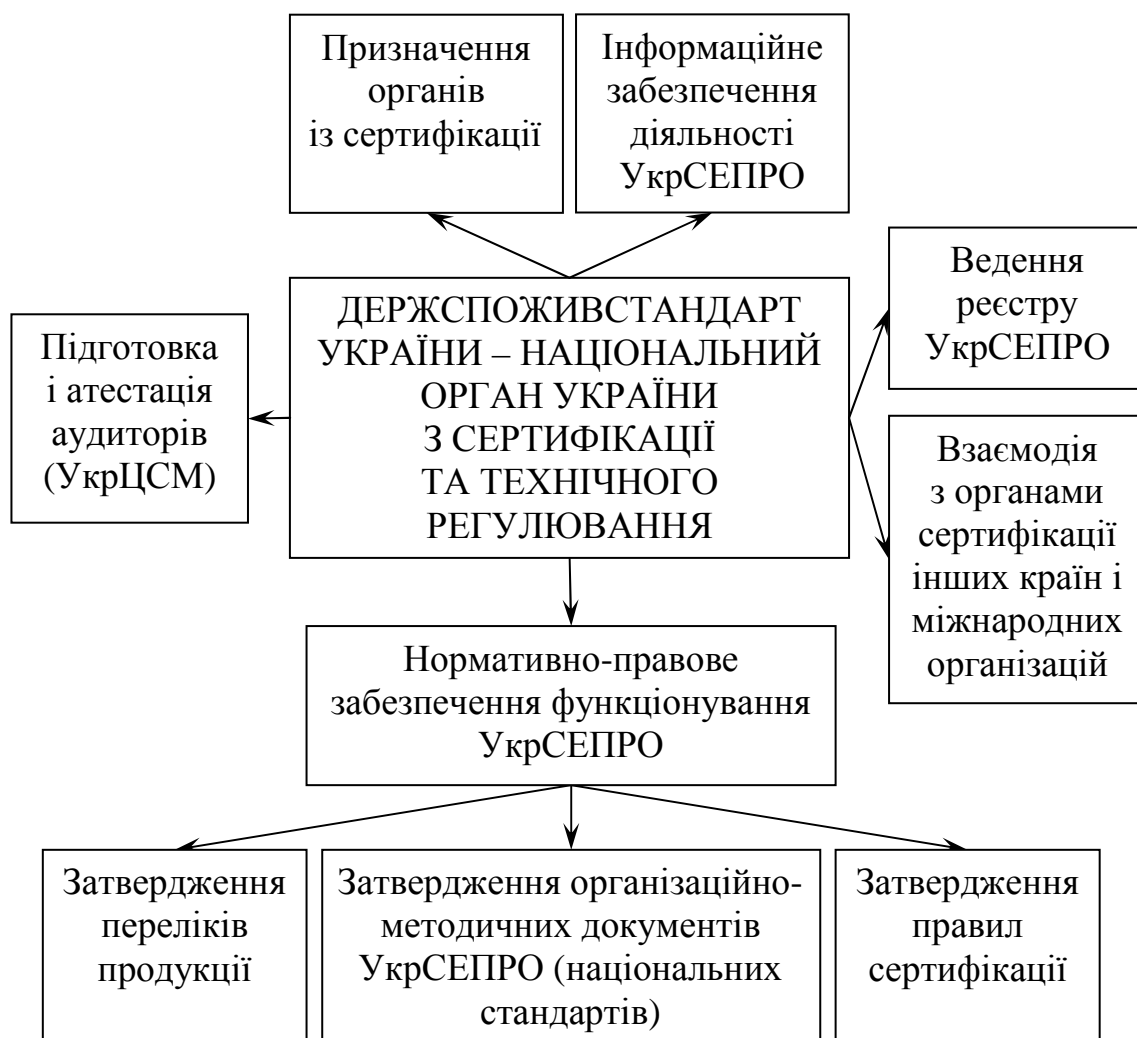 Призначення
органів
із сертифікації
Інформаційне
забезпечення
діяльності
УкрСЕПРО
Ведення
реєстру
УкрСЕПРО
ДЕРЖСПОЖИВСТАНДАРТ
УКРАЇНИ – НАЦІОНАЛЬНИЙ
ОРГАН УКРАЇНИ
З СЕРТИФІКАЦІЇ
ТА ТЕХНІЧНОГО
РЕГУЛЮВАННЯ
Підготовка
і атестація
аудиторів
(УкрЦСМ)
Взаємодія
з органами
сертифікації
інших країн і
міжнародних
організацій
Нормативно-правове
забезпечення функціонування
УкрСЕПРО
Затвердження
переліків
продукції
Затвердження організаційно-
методичних документів
УкрСЕПРО (національних
стандартів)
Затвердження
правил
сертифікації